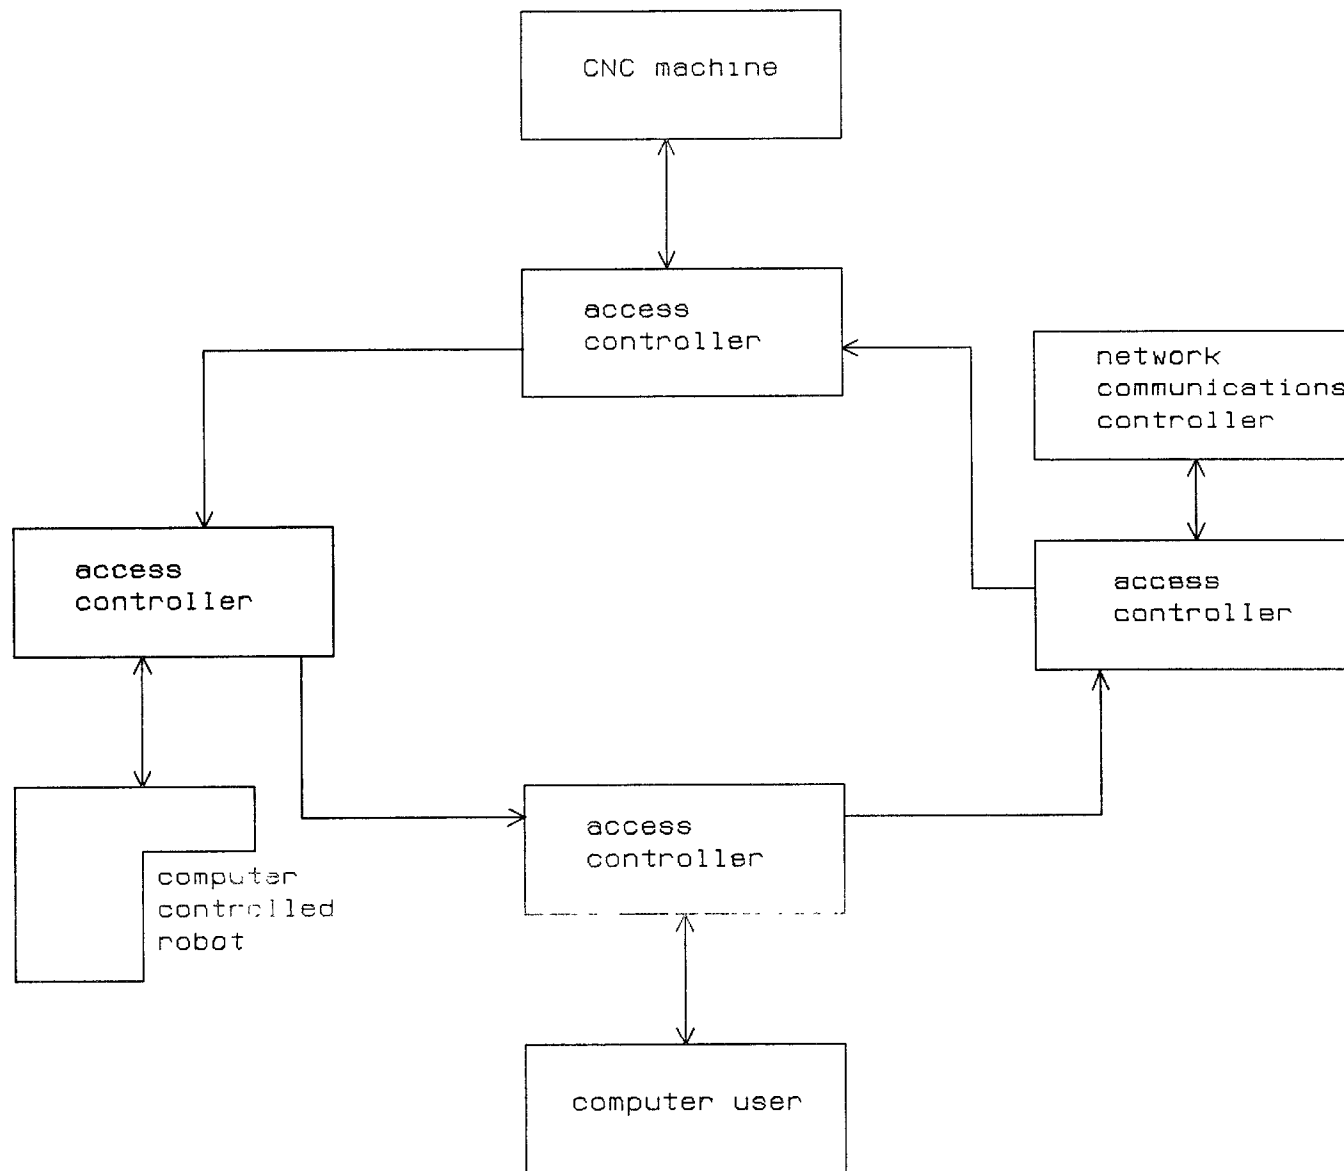 CNC machine
access
controller
network
communications
controller
access
controller
access
controller
access
controller
computer
controlled
robot
computer user